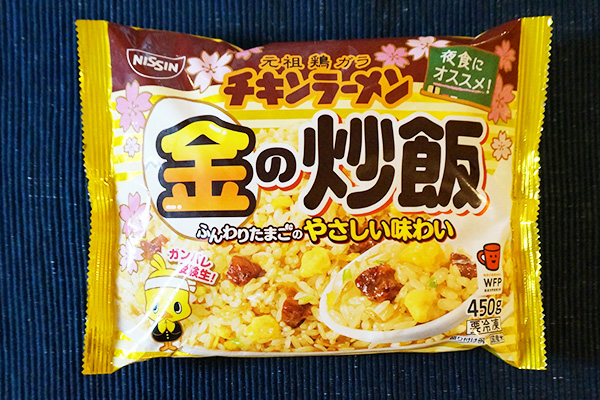 NISSIN
元祖鶏ガラ
チキンラーメン
夜食に
オススメ!
金の炒飯
ふんわりたまごの やさしい味わい
ガンバレ
受験生!
WFP
450g
要冷凍